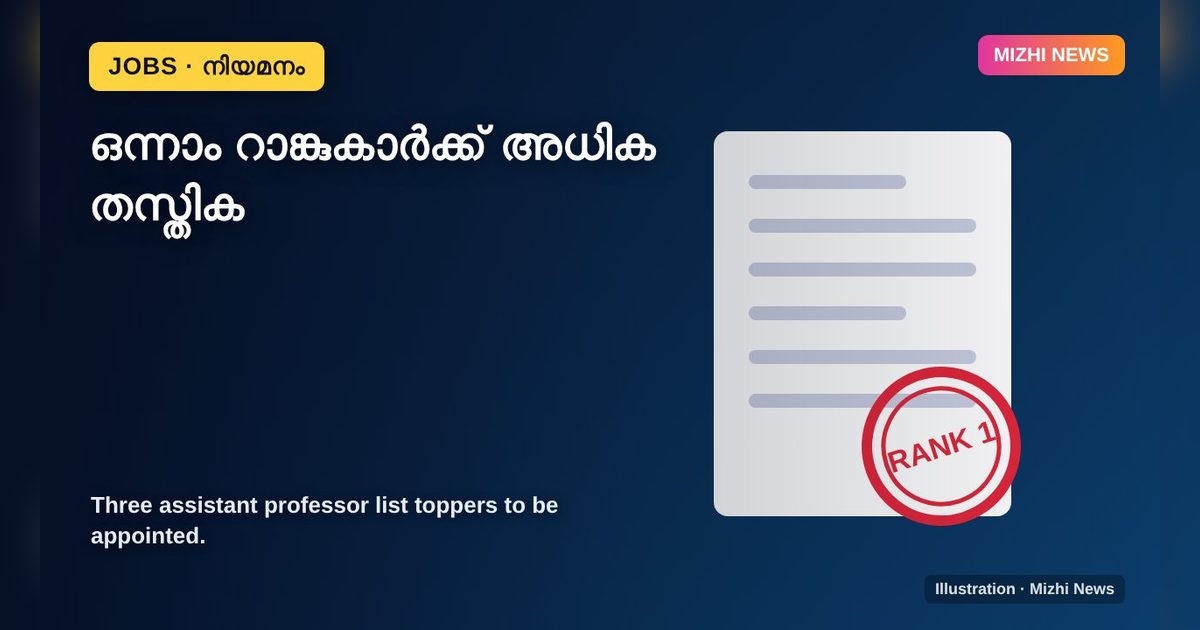 JOBS · നിയമനം
MIZHI NEWS
ഒന്നാം റാങ്കുകാർക്ക് അധിക
തസ്തിക
RANK 1
Three assistant professor list toppers to be
appointed.
Illustration · Mizhi News